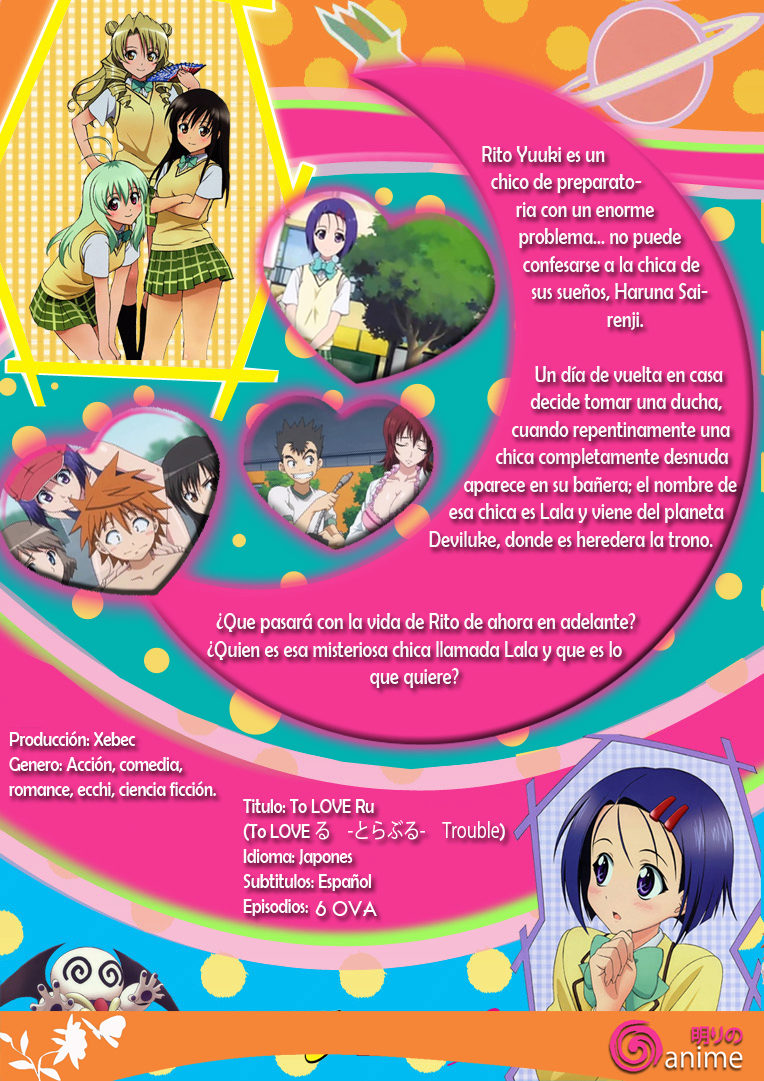 Rito Yuuki es un
chico de preparato-
ria con un enorme
problema... no puede
confesarse a la chica de
sus sueños, Haruna Sai-
renji.
Un día de vuelta en casa
decide tomar una ducha,
cuando repentinamente una
chica completamente desnuda
aparece en su bañera; el nombre de
esa chica es Lala y viene del planeta
Deviluke, donde es heredera la trono.
¿Que pasará con la vida de Rito de ahora en adelante?
¿Quien es esa misteriosa chica llamada Lala y que es lo
que quiere?
Producción: Xebec
Genero: Acción, comedia,
romance, ecchi, ciencia ficción.
Titulo: To LOVE Ru
(To LOVE る -とらぶる- Trouble)
Idioma: Japones
Subtitulos: Español
Episodios: 6 OVA
明りの
anime